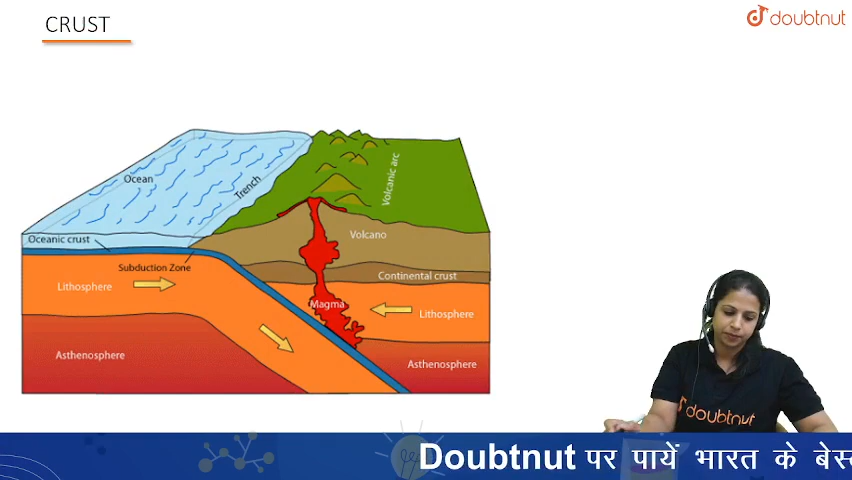 CRUST
doubtnut
Ocean
Trench
Volcanic arc
Oceanic crust
Volcano
Subduction Zone
Continental crust
Lithosphere
Magma
Lithosphere
Asthenosphere
Asthenosphere
doubtnut
Doubtnut पर पायें भारत के